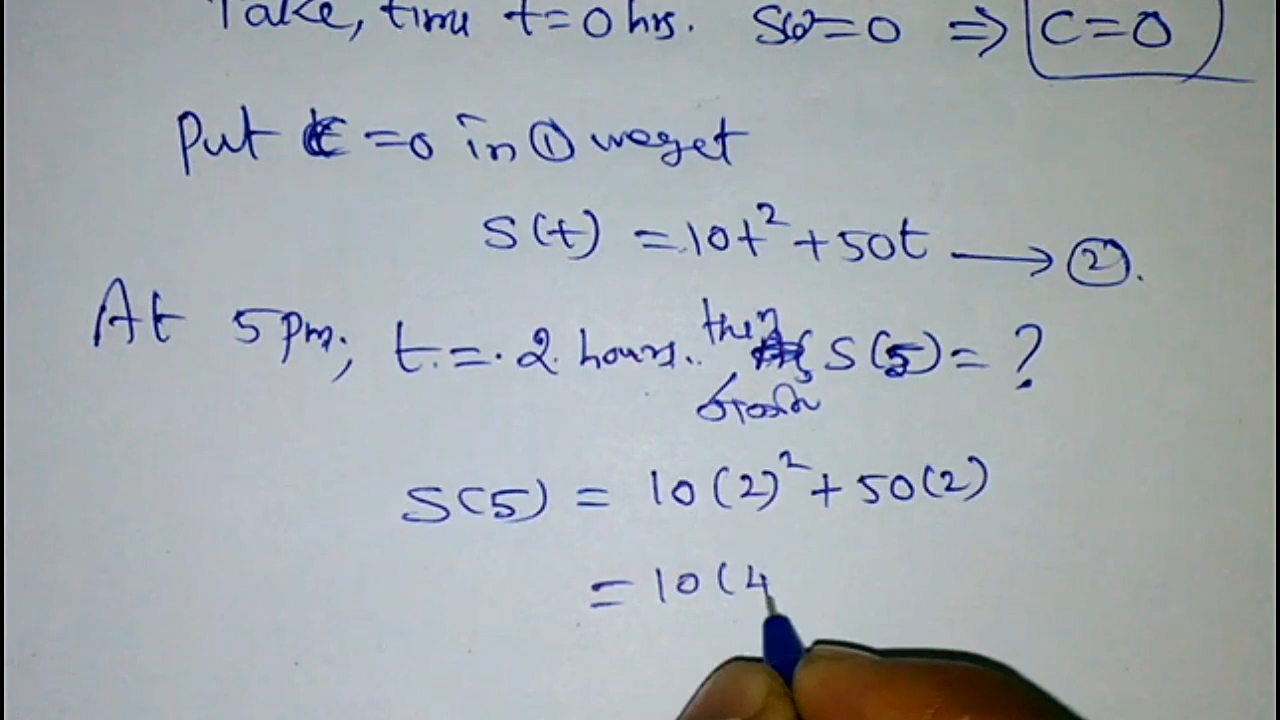 Take, time t=0 hrs. S(0)=0 ⇒ C=0
Put C=0 in ① we get
S(t) = 10t²+50t ⟶ ②.
At 5pm; t = 2 hours. then S(5)=?
S(5) = 10(2)²+50(2)
= 10(4